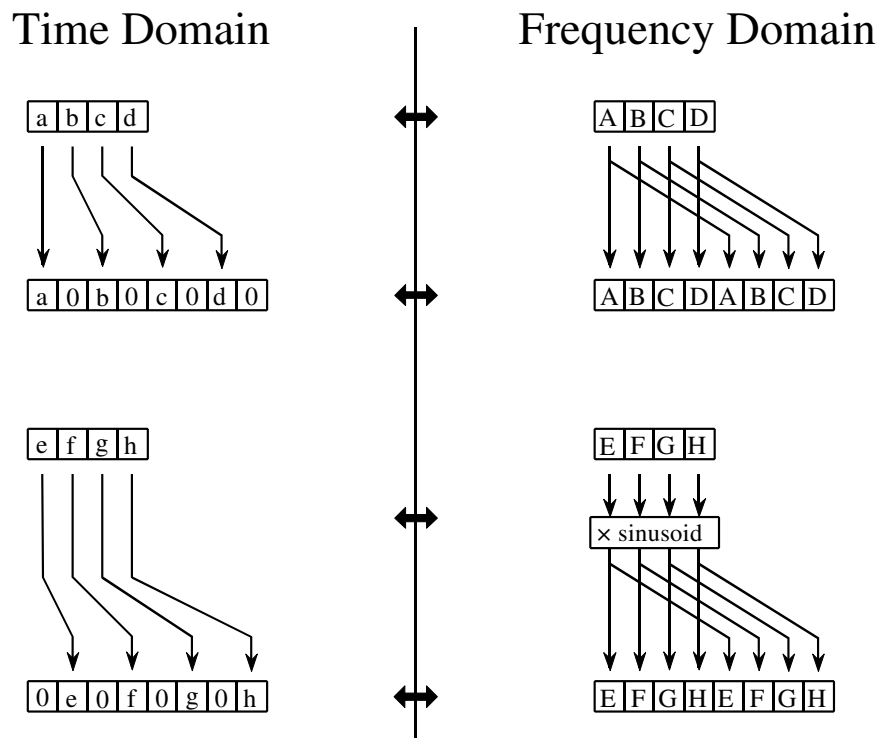 Time Domain Frequency Domain
a b c d A B C D
a 0 b 0 c 0 d 0 A B C D A B C D
e f g h E F G H
× sinusoid
0 e 0 f 0 g 0 h E F G H E F G H